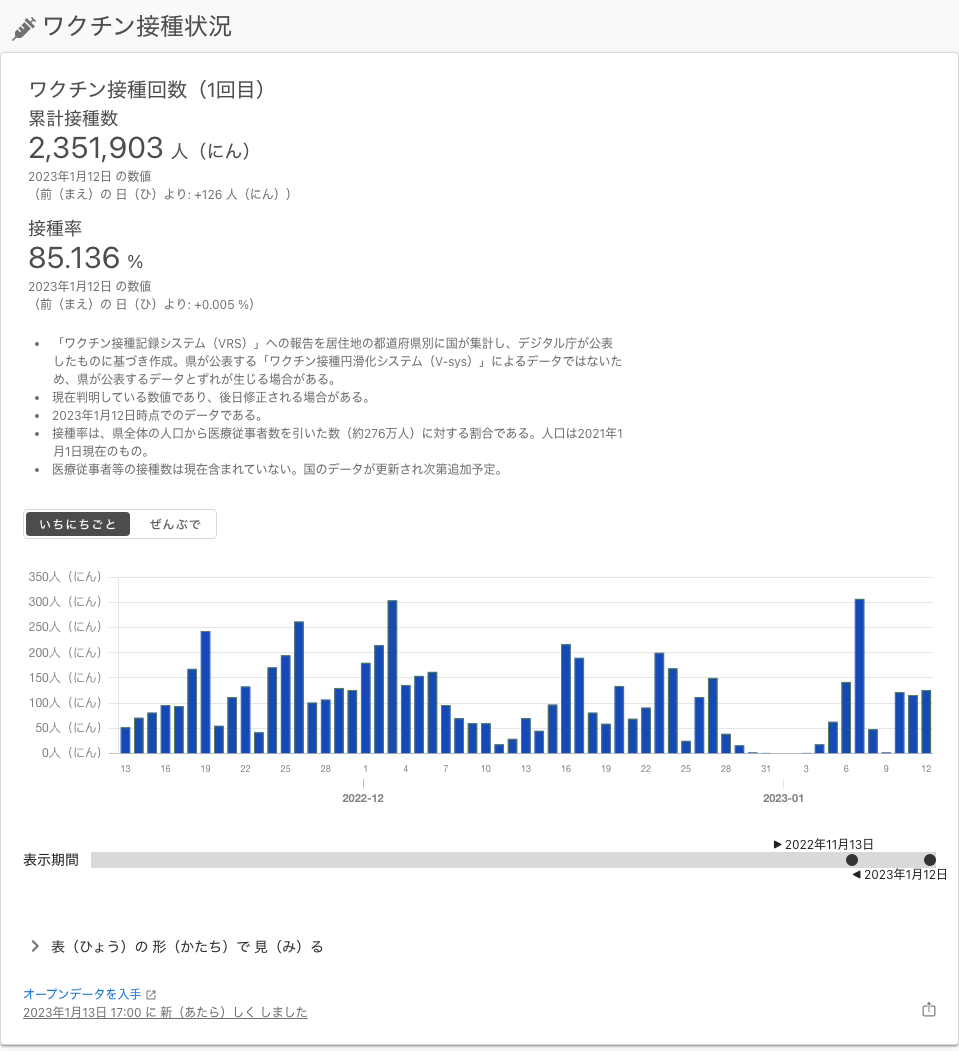 ワクチン接種状況
ワクチン接種回数（1回目）
累計接種数
2,351,903 人（にん）
2023年1月12日 の数値
（前（まえ）の 日（ひ）より: +126 人（にん））
接種率
85.136 %
2023年1月12日 の数値
（前（まえ）の 日（ひ）より: +0.005 %）
• 「ワクチン接種記録システム（VRS）」への報告を居住地の都道府県別に国が集計し、デジタル庁が公表
したものに基づき作成。県が公表する「ワクチン接種円滑化システム（V-sys）」によるデータではないた
め、県が公表するデータとずれが生じる場合がある。
• 現在判明している数値であり、後日修正される場合がある。
• 2023年1月12日時点でのデータである。
• 接種率は、県全体の人口から医療従事者数を引いた数（約276万人）に対する割合である。人口は2021年1
月1日現在のもの。
• 医療従事者等の接種数は現在含まれていない。国のデータが更新され次第追加予定。
いちにちごと ぜんぶで
350人（にん）
300人（にん）
250人（にん）
200人（にん）
150人（にん）
100人（にん）
50人（にん）
0人（にん）
13 16 19 22 25 28 1 4 7 10 13 16 19 22 25 28 31 3 6 9 12
2022-12 2023-01
▶ 2022年11月13日
表示期間
◀ 2023年1月12日
表（ひょう）の 形（かたち）で 見（み）る
オープンデータを入手
2023年1月13日 17:00 に 新（あたら）しく しました